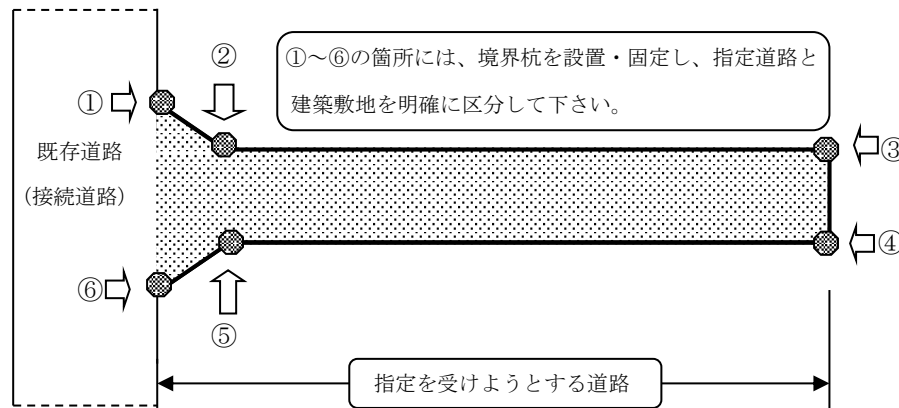 ②
①～⑥の箇所には、境界杭を設置・固定し、指定道路と
建築敷地を明確に区分して下さい。
①
既存道路
(接続道路)
③
④
⑥
⑤
指定を受けようとする道路